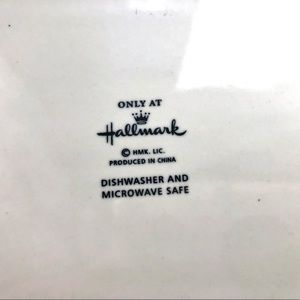 ONLY AT
Hallmark
© HMK. LIC.
PRODUCED IN CHINA
DISHWASHER AND
MICROWAVE SAFE